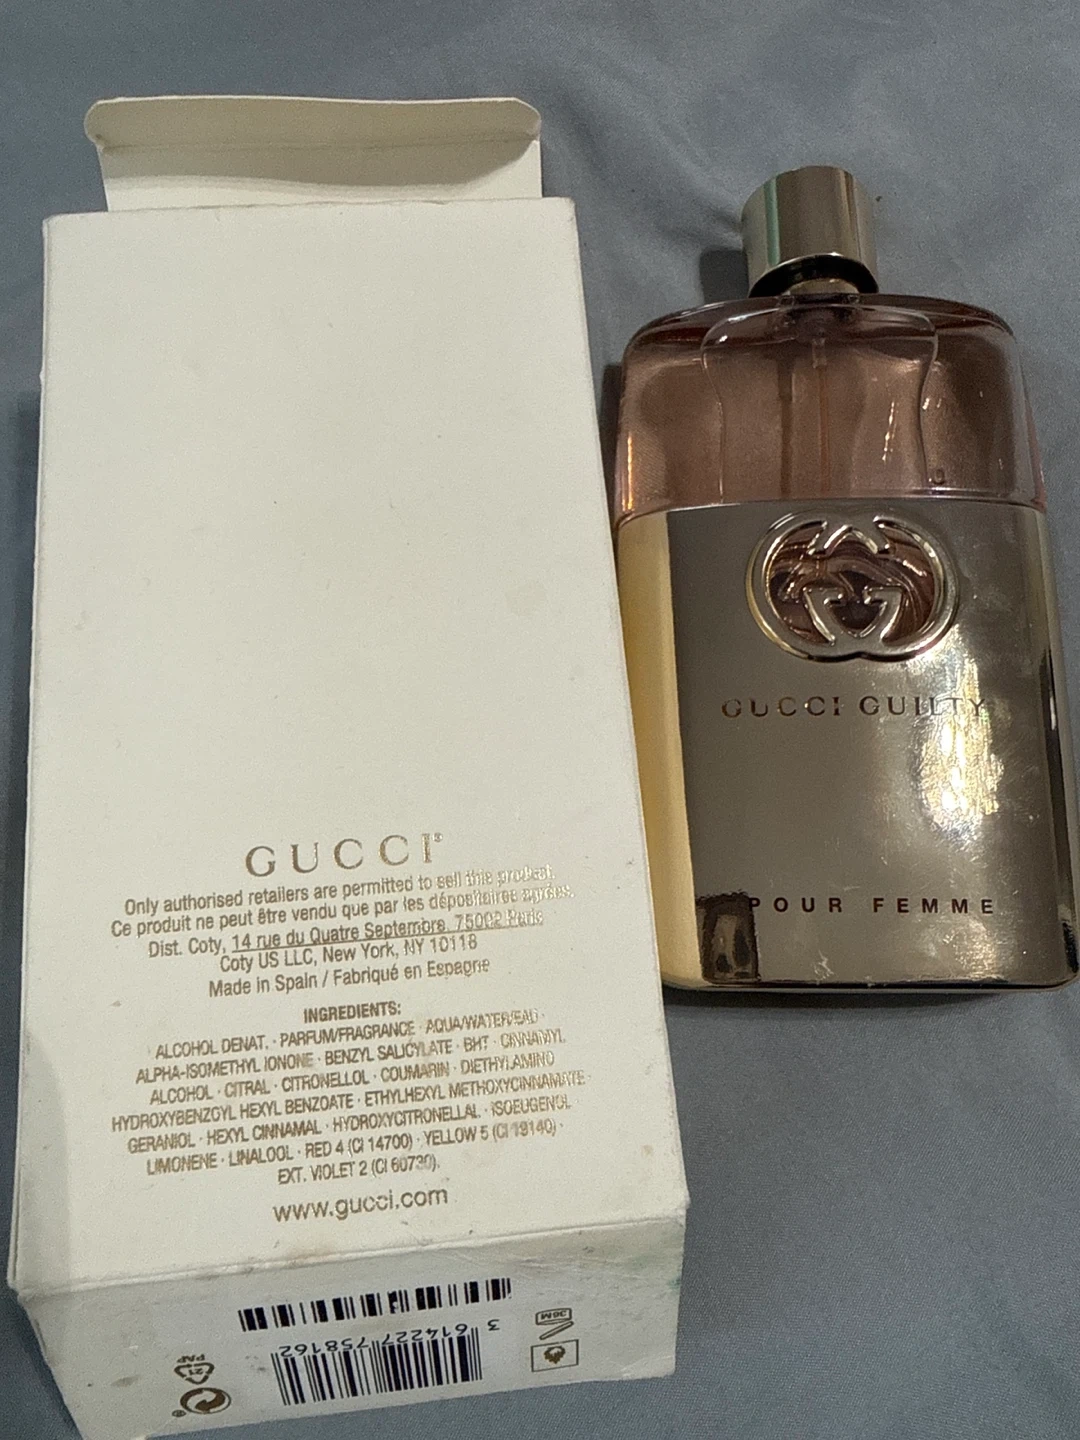 GUCCI®
Only authorised retailers are permitted to sell this product.
Ce produit ne peut être vendu que par les dépositaires agréés.
Dist. Coty, 14 rue du Quatre Septembre, 75002 Paris
Coty US LLC, New York, NY 10118
Made in Spain / Fabriqué en Espagne
INGREDIENTS:
ALCOHOL DENAT. · PARFUM/FRAGRANCE · AQUA/WATER/EAU ·
ALPHA-ISOMETHYL IONONE · BENZYL SALICYLATE · BHT · CINNAMYL
ALCOHOL · CITRAL · CITRONELLOL · COUMARIN · DIETHYLAMINO
HYDROXYBENZOYL HEXYL BENZOATE · ETHYLHEXYL METHOXYCINNAMATE ·
GERANIOL · HEXYL CINNAMAL · HYDROXYCITRONELLAL · ISOEUGENOL ·
LIMONENE · LINALOOL · RED 4 (CI 14700) · YELLOW 5 (CI 19140) ·
EXT. VIOLET 2 (CI 60730).
www.gucci.com
3 614227 758162
36M
21
PAP
GUCCI GUILTY
POUR FEMME